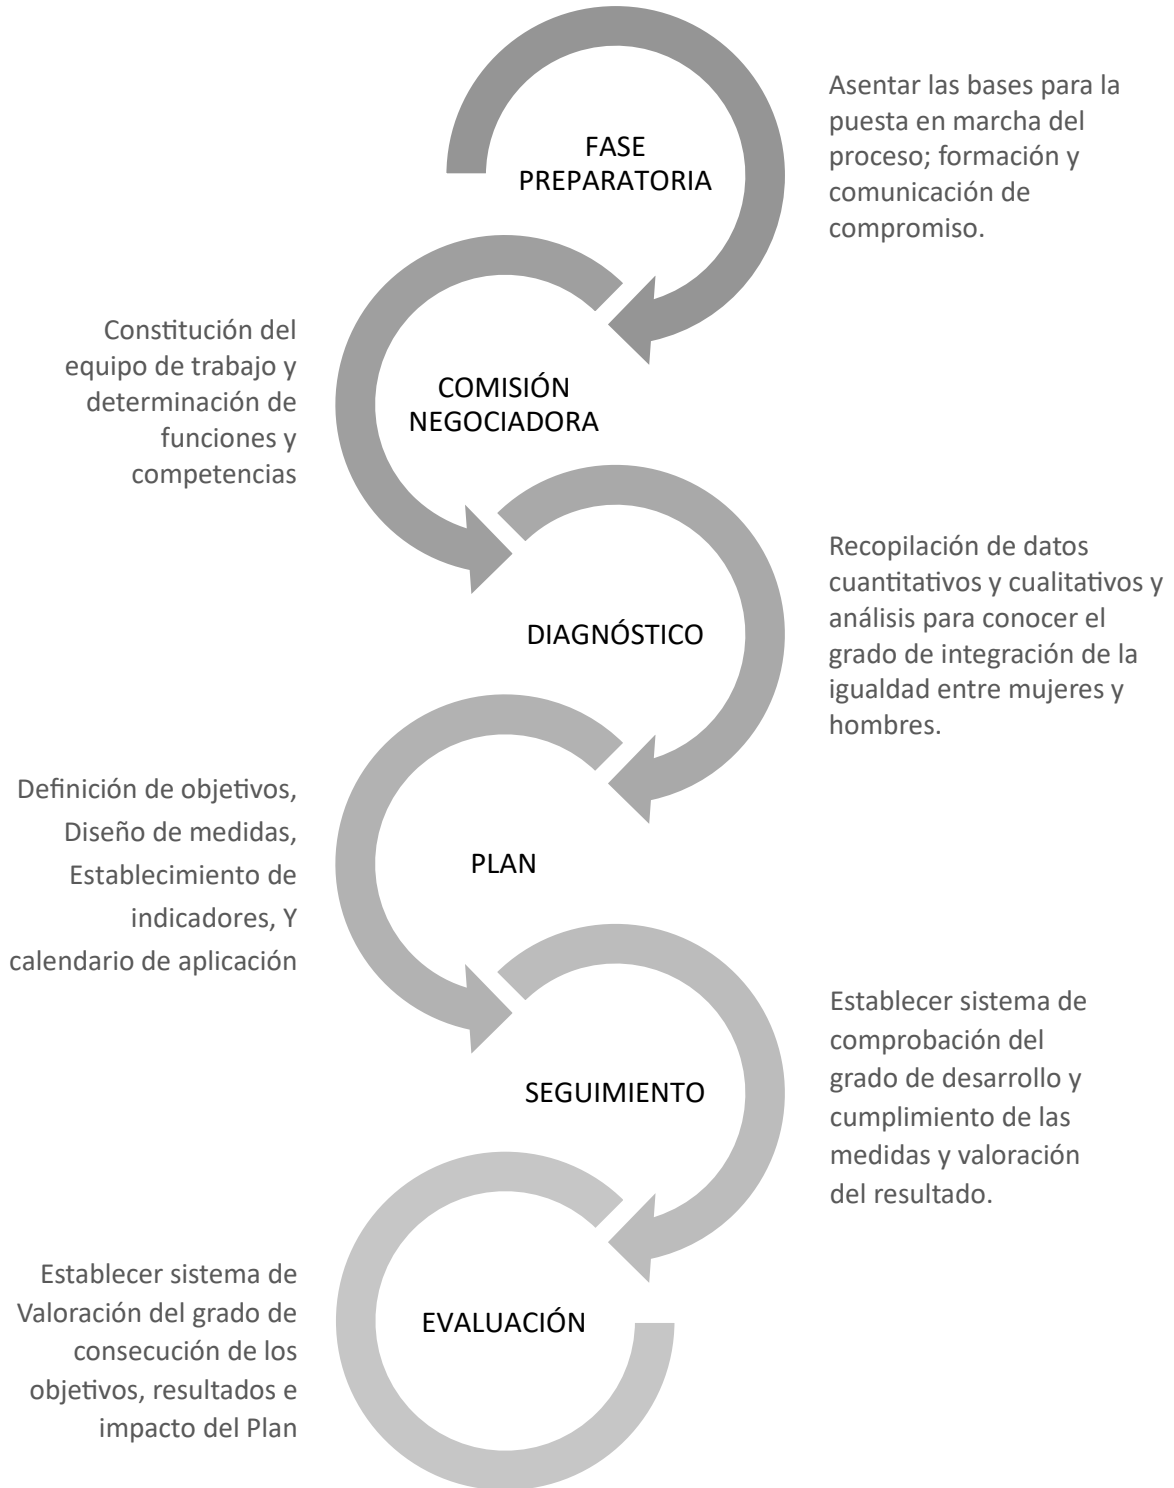 FASE
PREPARATORIA
Asentar las bases para la
puesta en marcha del
proceso; formación y
comunicación de
compromiso.
Constitución del
equipo de trabajo y
determinación de
funciones y
competencias
COMISIÓN
NEGOCIADORA
DIAGNÓSTICO
Recopilación de datos
cuantitativos y cualitativos y
análisis para conocer el
grado de integración de la
igualdad entre mujeres y
hombres.
Definición de objetivos,
Diseño de medidas,
Establecimiento de
indicadores, Y
calendario de aplicación
PLAN
SEGUIMIENTO
Establecer sistema de
comprobación del
grado de desarrollo y
cumplimiento de las
medidas y valoración
del resultado.
Establecer sistema de
Valoración del grado de
consecución de los
objetivos, resultados e
impacto del Plan
EVALUACIÓN